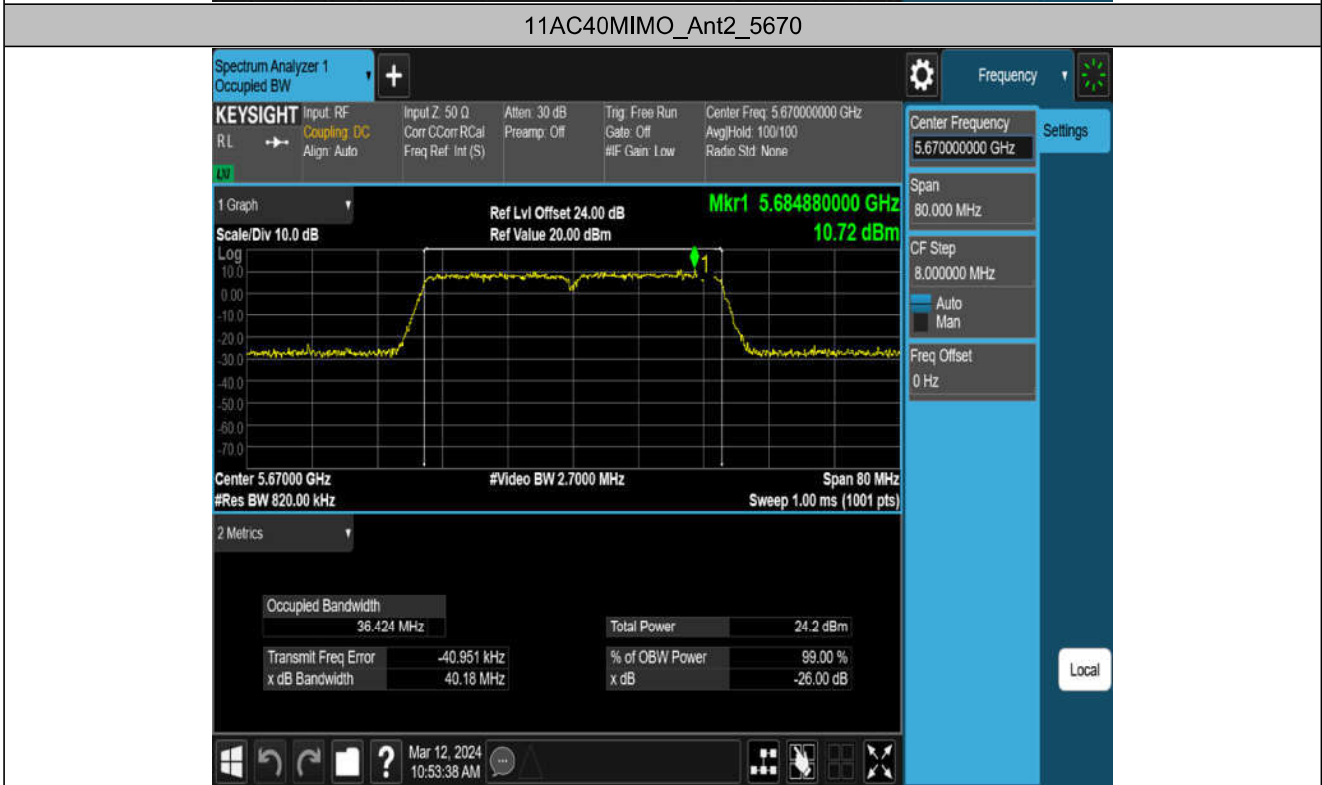 11AC40MIMO_Ant2_5670
Spectrum Analyzer 1
Occupied BW
+
Frequency
KEYSIGHT
R L
LXI
Input: RF
Coupling: DC
Align: Auto
Input Z: 50 Ω
Corr CCorr RCal
Freq Ref: Int (S)
Atten: 30 dB
Preamp: Off
Trig: Free Run
Gate: Off
#IF Gain: Low
Center Freq: 5.670000000 GHz
Avg|Hold: 100/100
Radio Std: None
Center Frequency
5.670000000 GHz
Settings
Span
80.000 MHz
CF Step
8.000000 MHz
Auto
Man
Freq Offset
0 Hz
Local
1 Graph
Scale/Div 10.0 dB
Ref Lvl Offset 24.00 dB
Ref Value 20.00 dBm
Mkr1 5.684880000 GHz
10.72 dBm
Log
10.0
0.00
-10.0
-20.0
-30.0
-40.0
-50.0
-60.0
-70.0
1
Center 5.67000 GHz
#Res BW 820.00 kHz
#Video BW 2.7000 MHz
Span 80 MHz
Sweep 1.00 ms (1001 pts)
2 Metrics
Occupied Bandwidth
36.424 MHz
Total Power 24.2 dBm
Transmit Freq Error -40.951 kHz
% of OBW Power 99.00 %
x dB Bandwidth 40.18 MHz
x dB -26.00 dB
?
Mar 12, 2024
10:53:38 AM